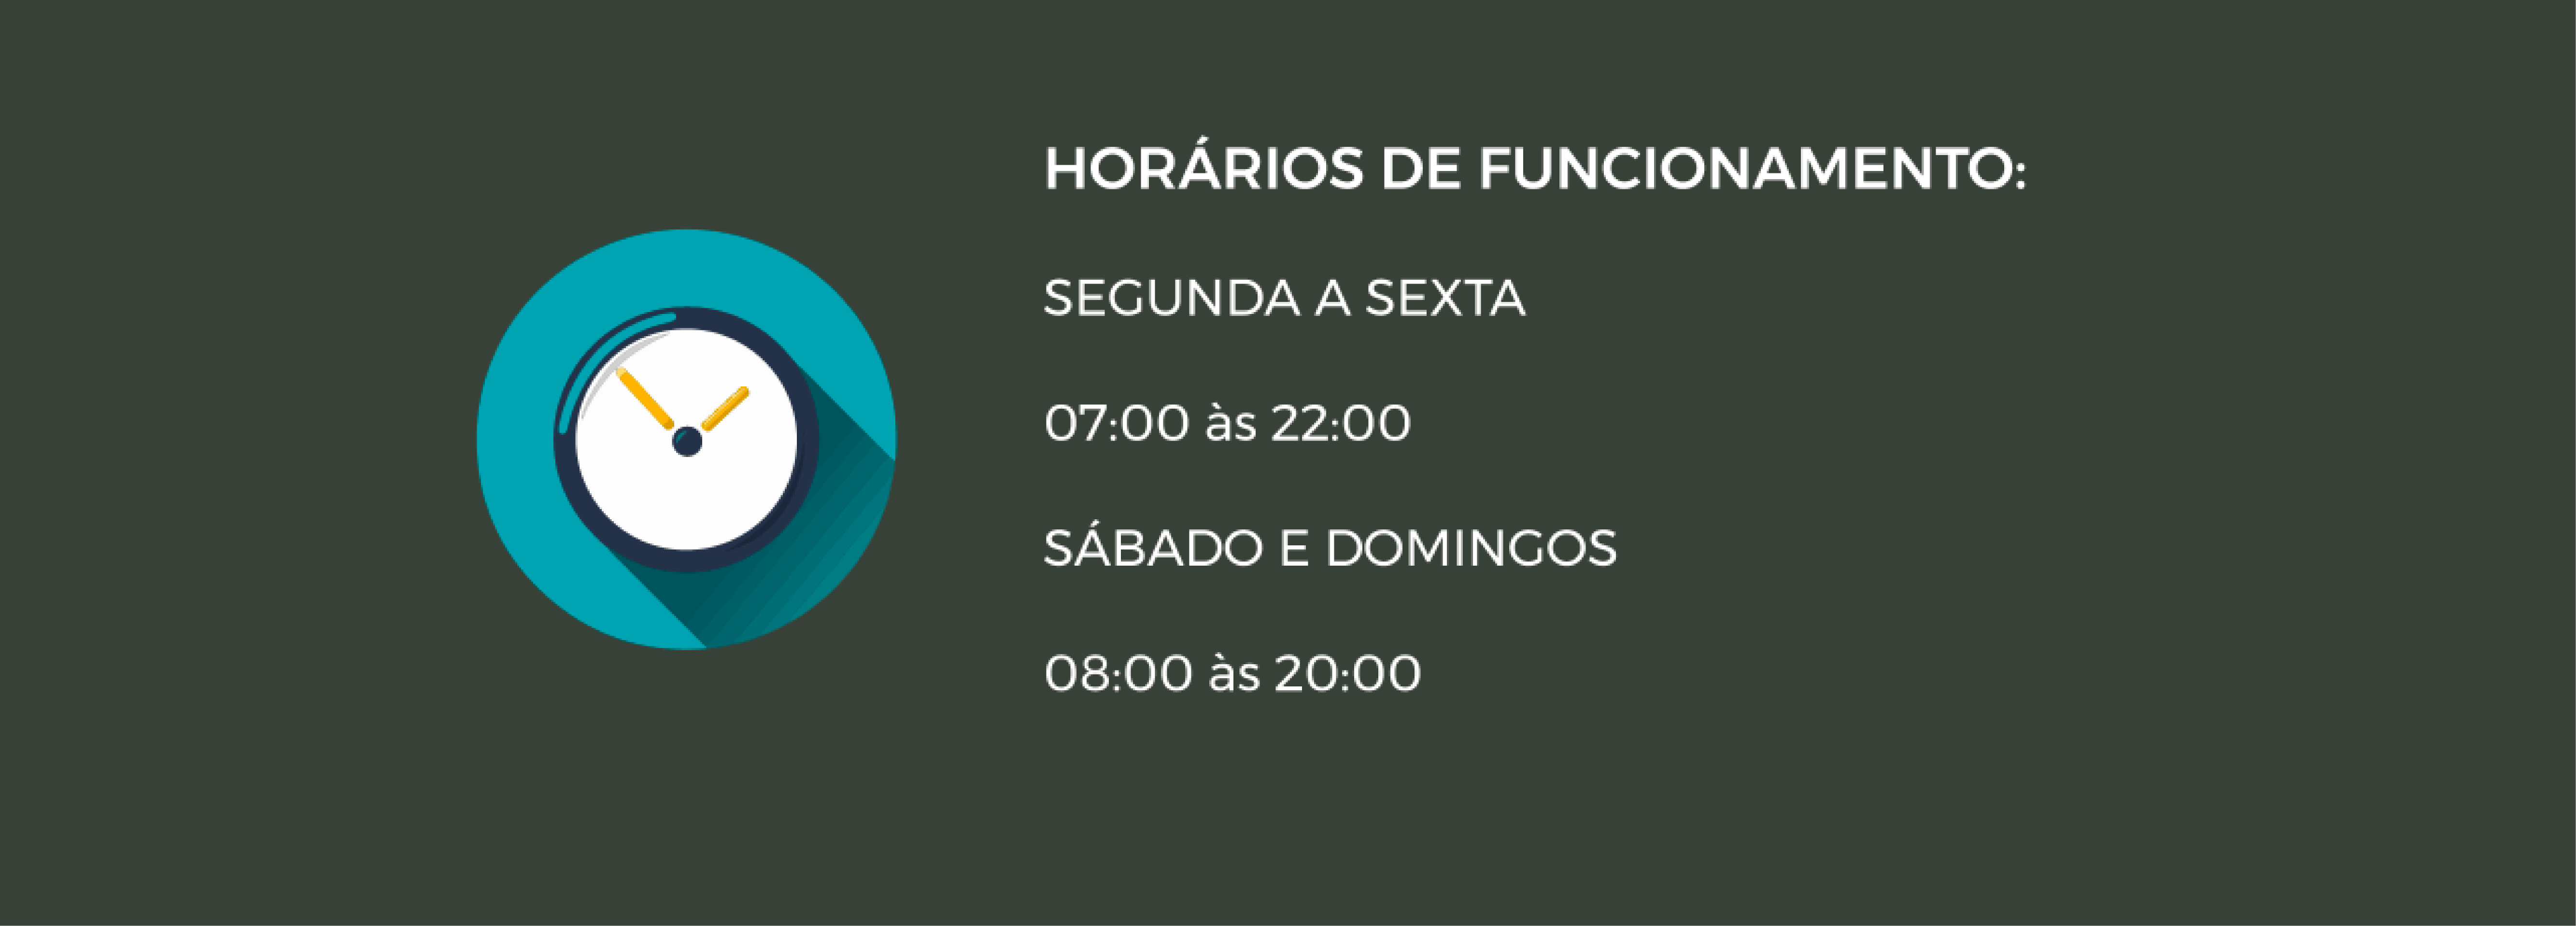 HORÁRIOS DE FUNCIONAMENTO:
SEGUNDA A SEXTA
07:00 às 22:00
SÁBADO E DOMINGOS
08:00 às 20:00